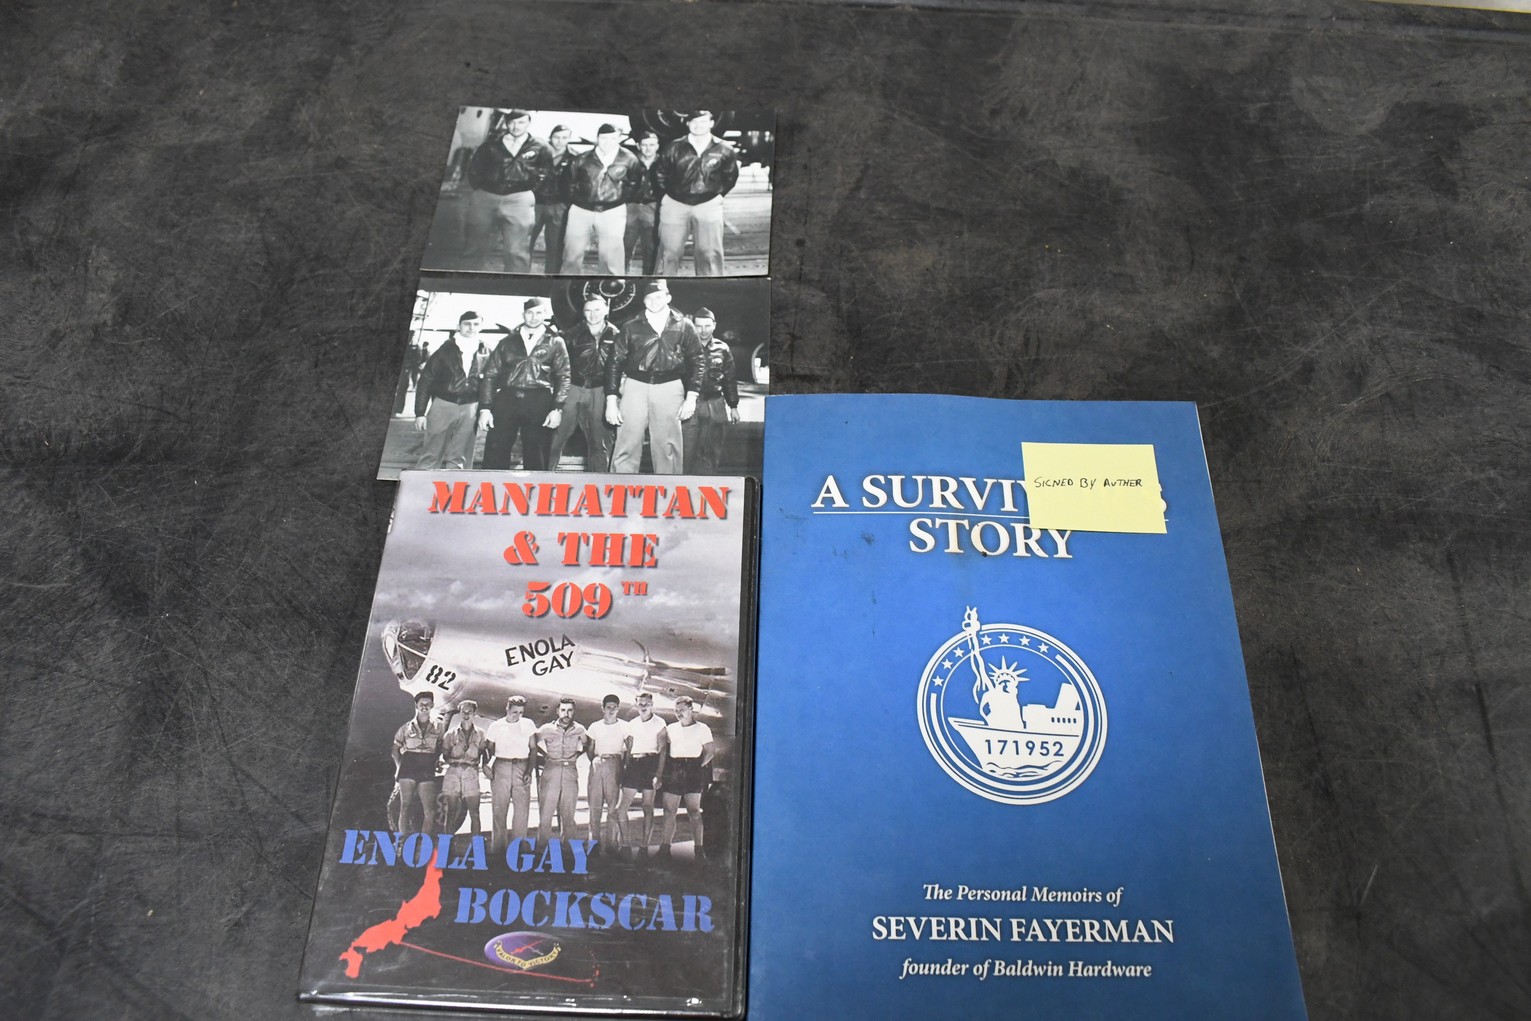 MANHATTAN
& THE
509TH
ENOLA
GAY
82
ENOLA GAY
BOCKSCAR
A SURVI
SIGNED BY AUTHER
STORY
171952
The Personal Memoirs of
SEVERIN FAYERMAN
founder of Baldwin Hardware